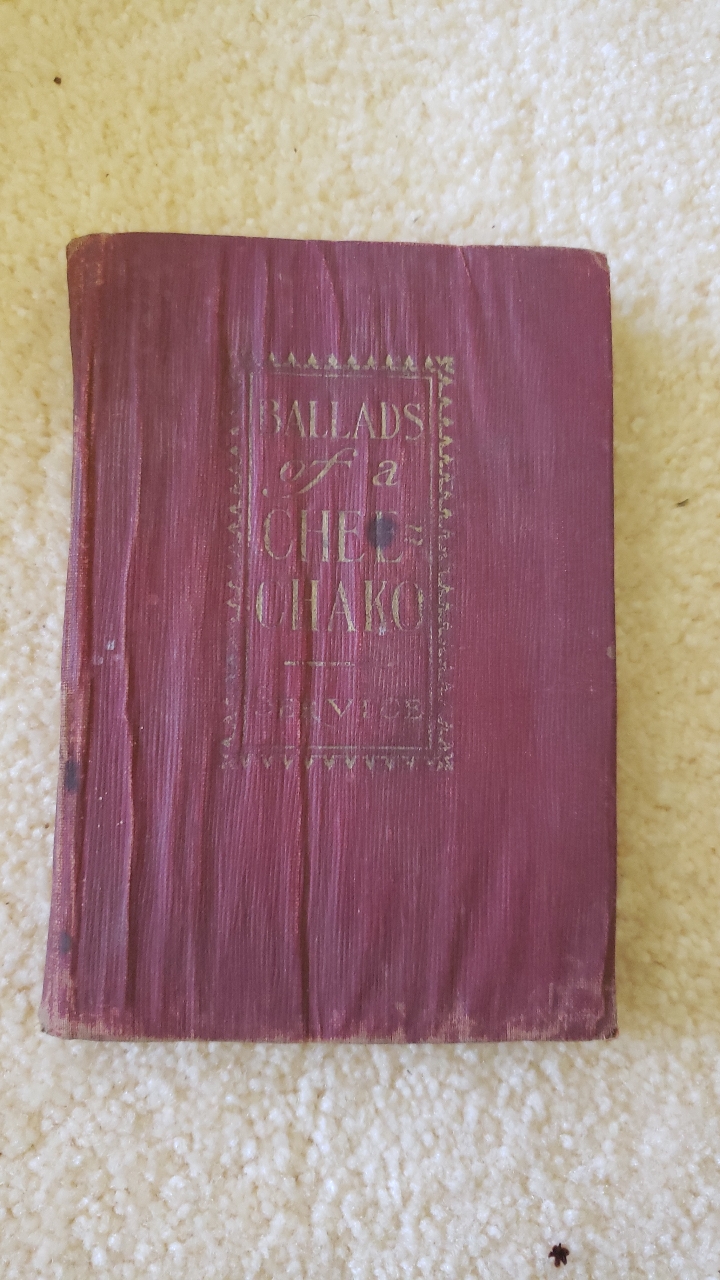 BALLADS
of a
CHEE-
CHAKO
SERVICE